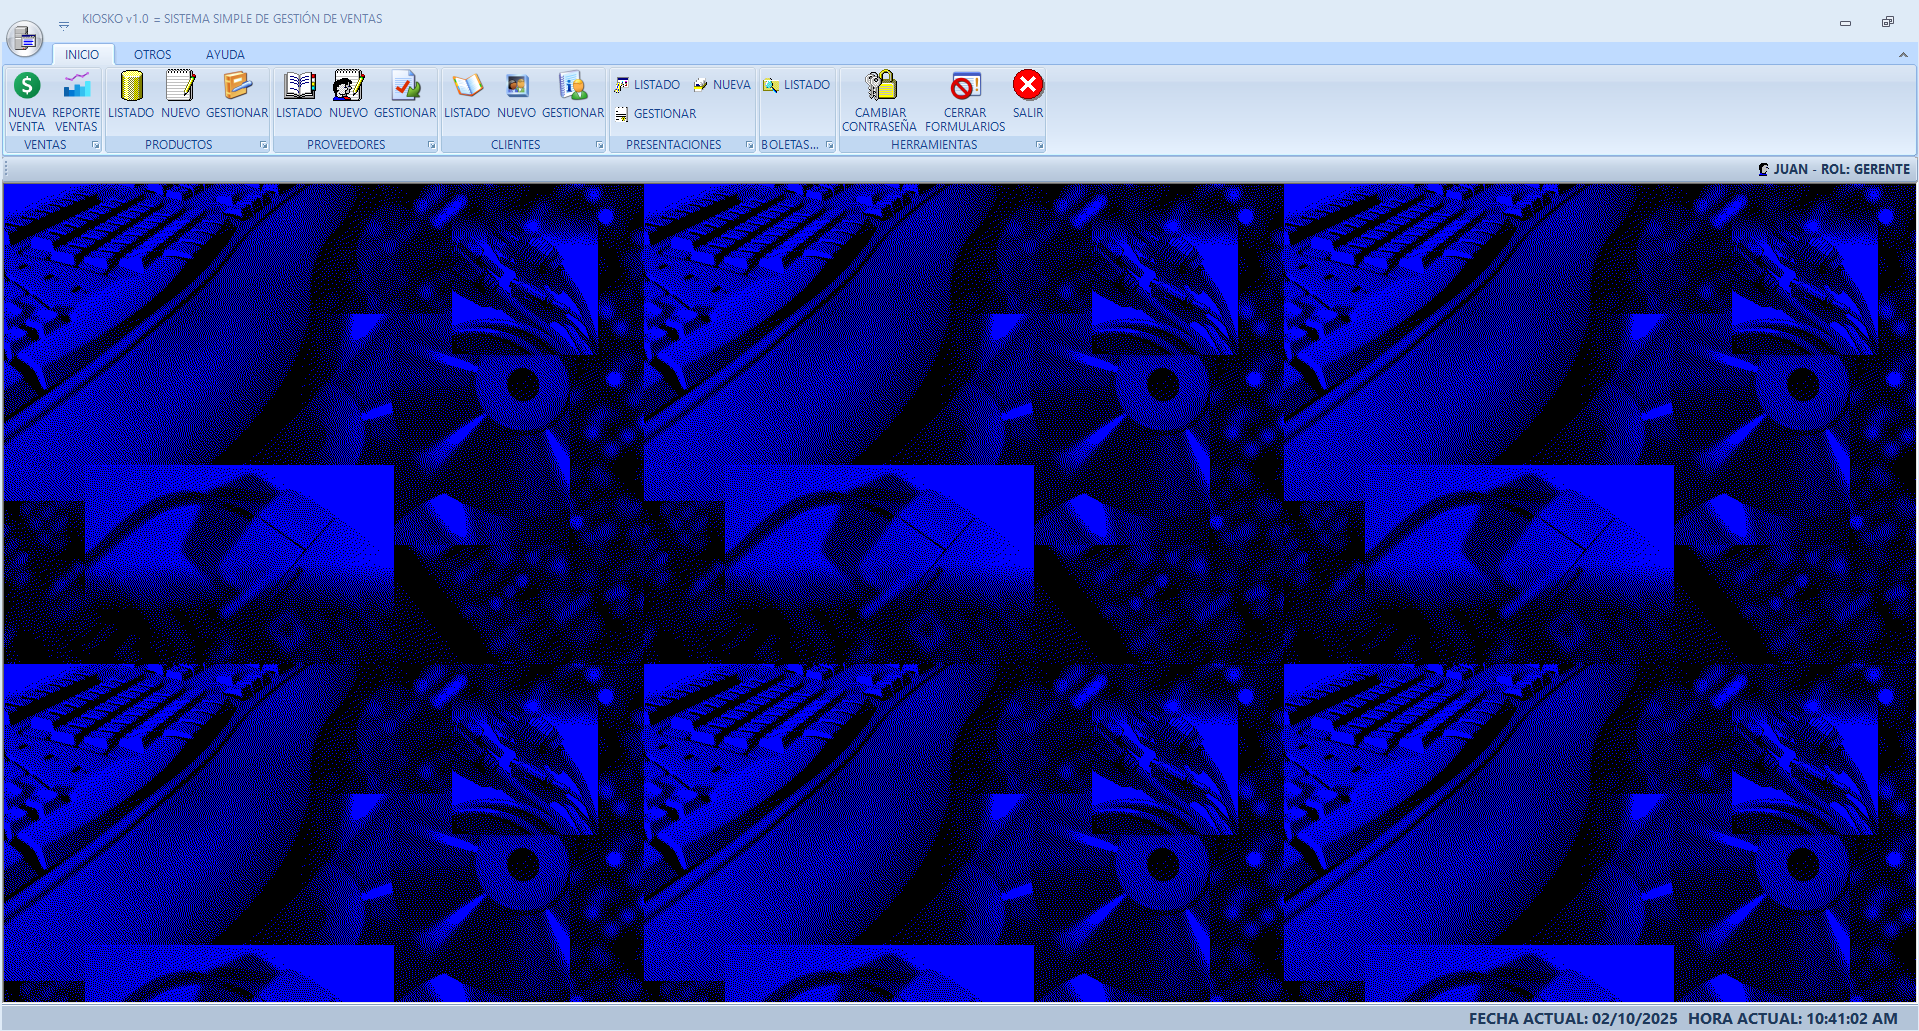 KIOSKO v1.0 = SISTEMA SIMPLE DE GESTIÓN DE VENTAS
INICIO OTROS AYUDA
NUEVA VENTA
REPORTE VENTAS
VENTAS
LISTADO NUEVO GESTIONAR
PRODUCTOS
LISTADO NUEVO GESTIONAR
PROVEEDORES
LISTADO NUEVO GESTIONAR
CLIENTES
LISTADO NUEVA
GESTIONAR
PRESENTACIONES
LISTADO
BOLETAS...
CAMBIAR CONTRASEÑA
CERRAR FORMULARIOS
SALIR
HERRAMIENTAS
JUAN - ROL: GERENTE
FECHA ACTUAL: 02/10/2025 HORA ACTUAL: 10:41:02 AM